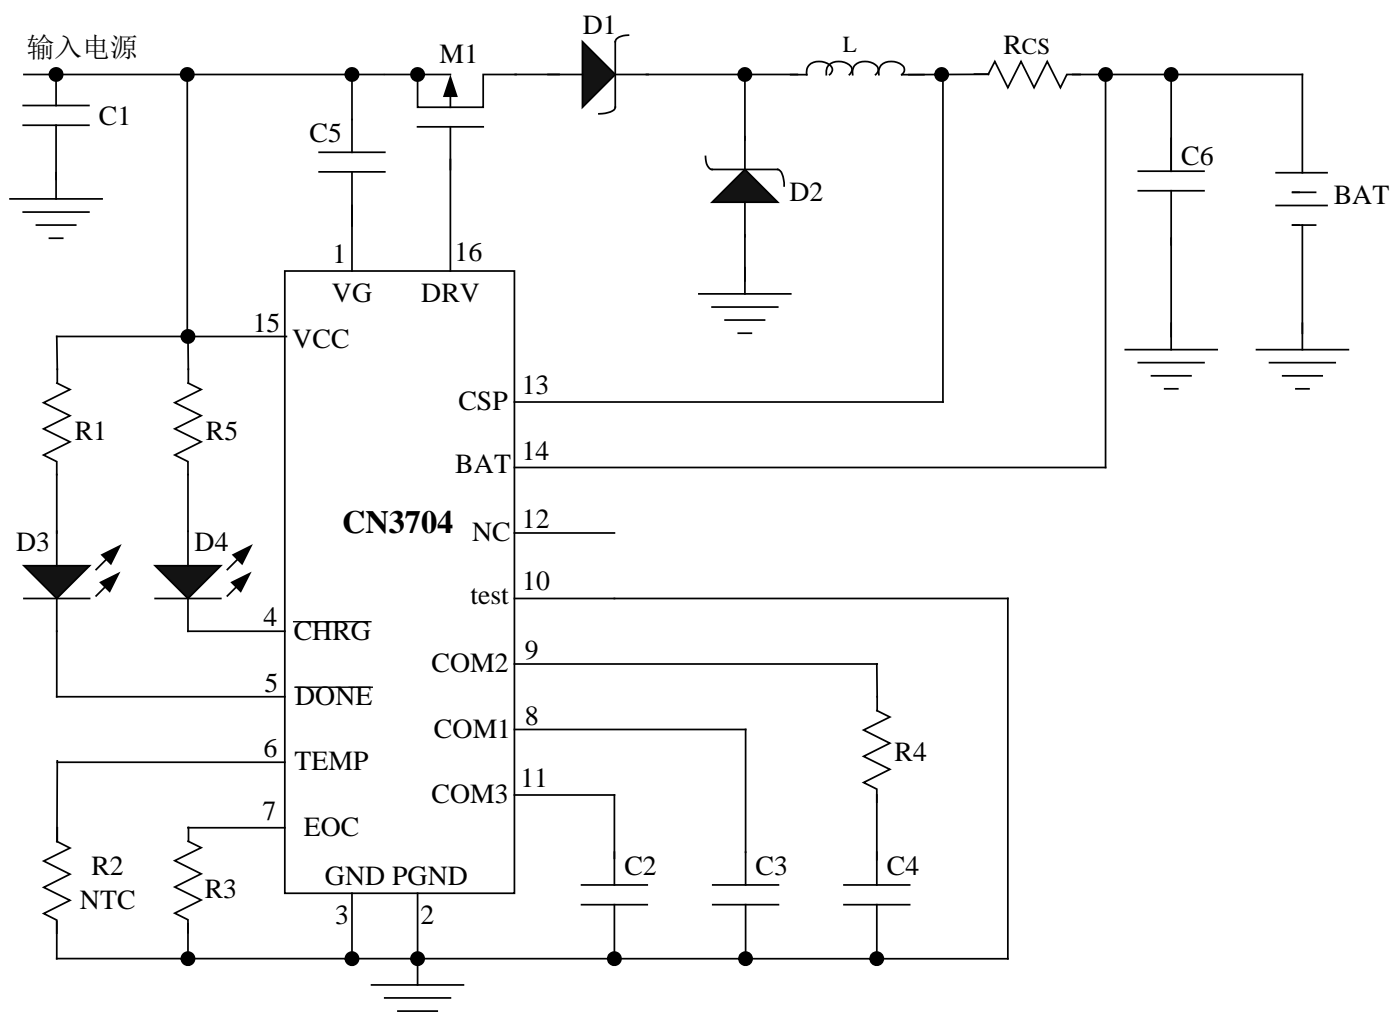 输入电源
D1
M1
L
RCS
C1
C5
D2
C6
BAT
1
16
VG
DRV
15
VCC
R1
R5
CSP
13
BAT
14
CN3704
NC
12
D3
D4
test
10
4
CHRG
COM2
9
5
DONE
COM1
8
R4
6
TEMP
COM3
11
7
EOC
R2
NTC
R3
GND PGND
3
2
C2
C3
C4